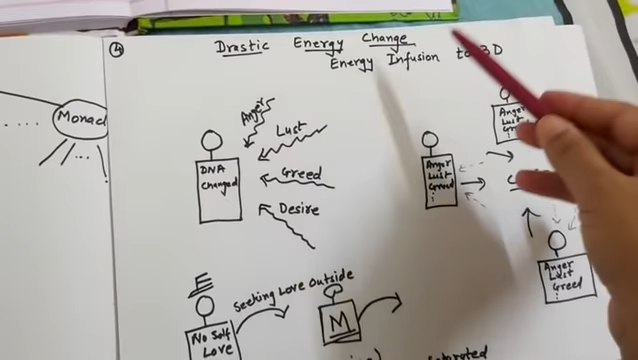 ④
Drastic Energy Change
Energy Infusion to 3D
Monad
....
...
Anger
Lust
Greed
Desire
DNA
Changed
Anger
Lust
Greed
:
Anger
Lust
:
Anger
Lust
Greed
:
E
Seeking Love Outside
No Self
Love
M